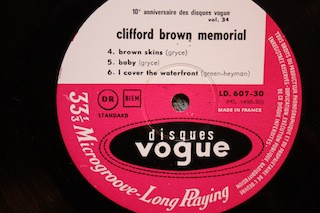 10e anniversaire des disques vogue
vol. 34
clifford brown memorial
4. brown skins (gryce)
5. baby (gryce)
6. I cover the waterfront (green-heyman)
DR
BIEM
STANDARD
LD. 607-30
MADE IN FRANCE
disques
vogue
33 1/3 Microgroove-Long Playing